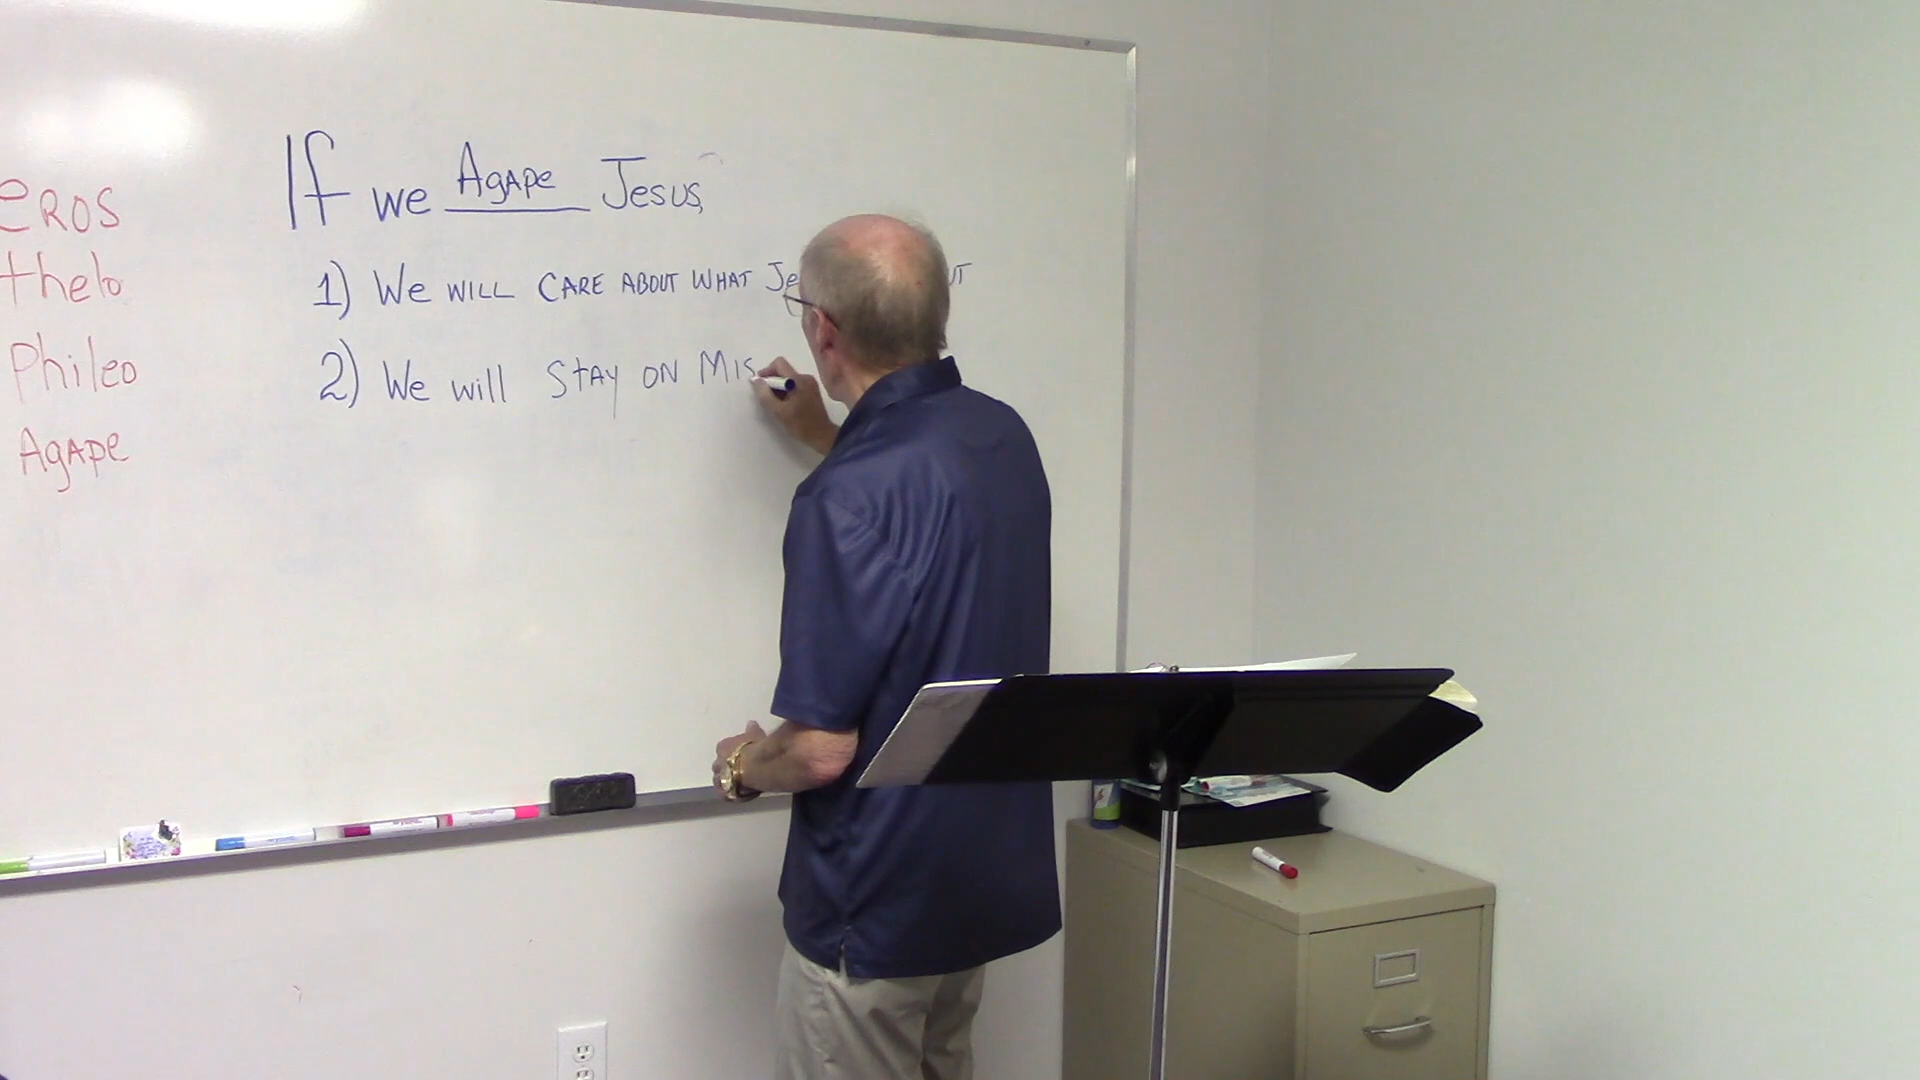 eros
thelo
Phileo
Agape
If we Agape Jesus,
1) We will care about what
2) We will stay on Mis